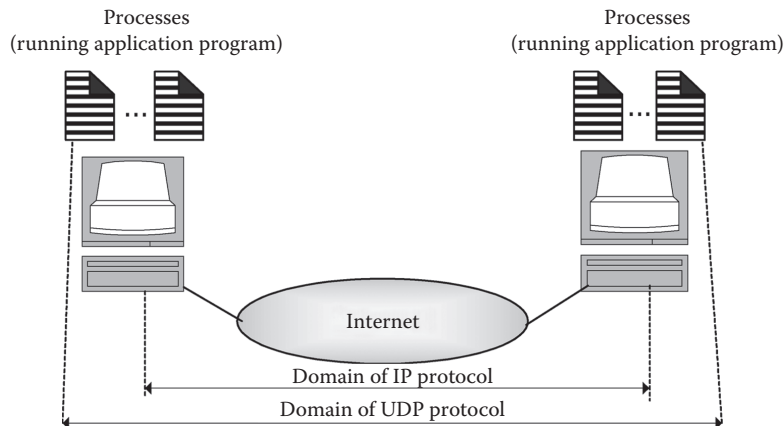 Processes
(running application program)
Processes
(running application program)
...
...
Internet
Domain of IP protocol
Domain of UDP protocol